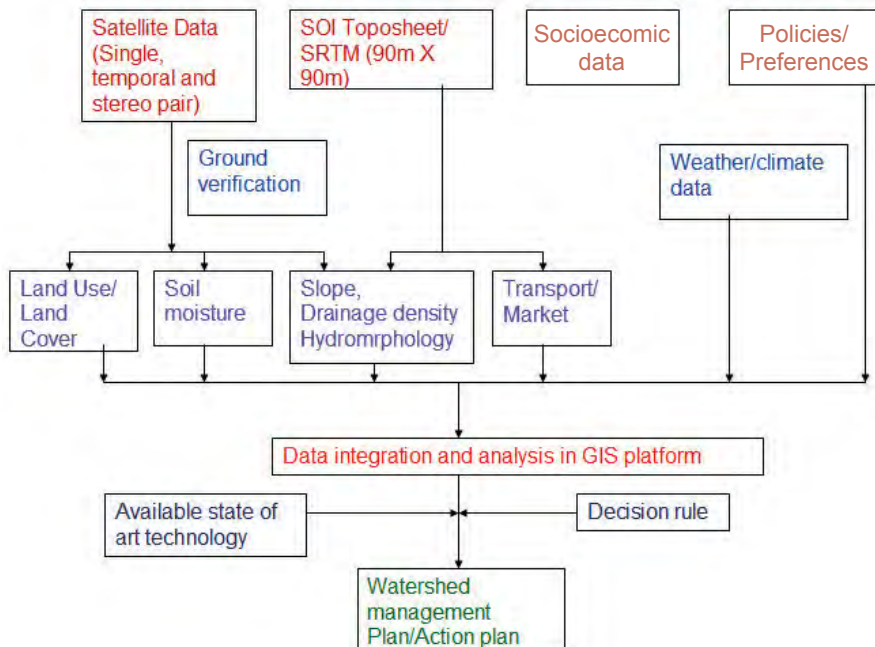 Satellite Data
(Single,
temporal and
stereo pair)
SOI Toposheet/
SRTM (90m X
90m)
Socioecomic
data
Policies/
Preferences
Ground
verification
Weather/climate
data
Land Use/
Land
Cover
Soil
moisture
Slope,
Drainage density
Hydromrphology
Transport/
Market
Data integration and analysis in GIS platform
Available state of
art technology
Decision rule
Watershed
management
Plan/Action plan